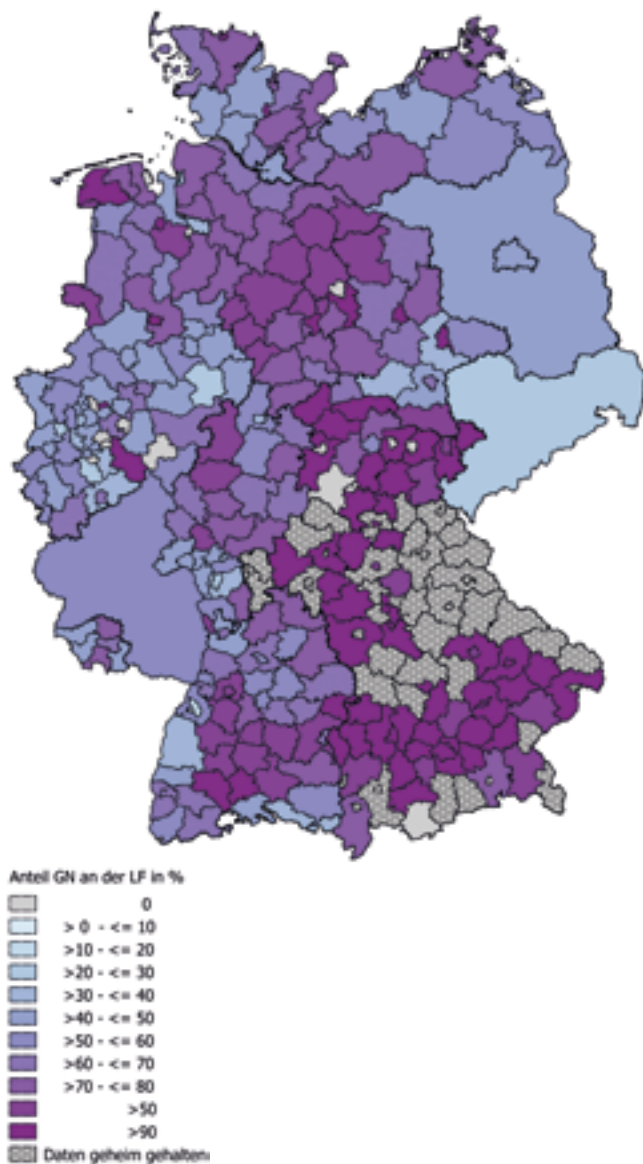 Anteil GN an der LF in %
0
> 0 - <= 10
>10 - <= 20
>20 - <= 30
>30 - <= 40
>40 - <= 50
>50 - <= 60
>60 - <= 70
>70 - <= 80
>50
>90
Daten geheim gehalten